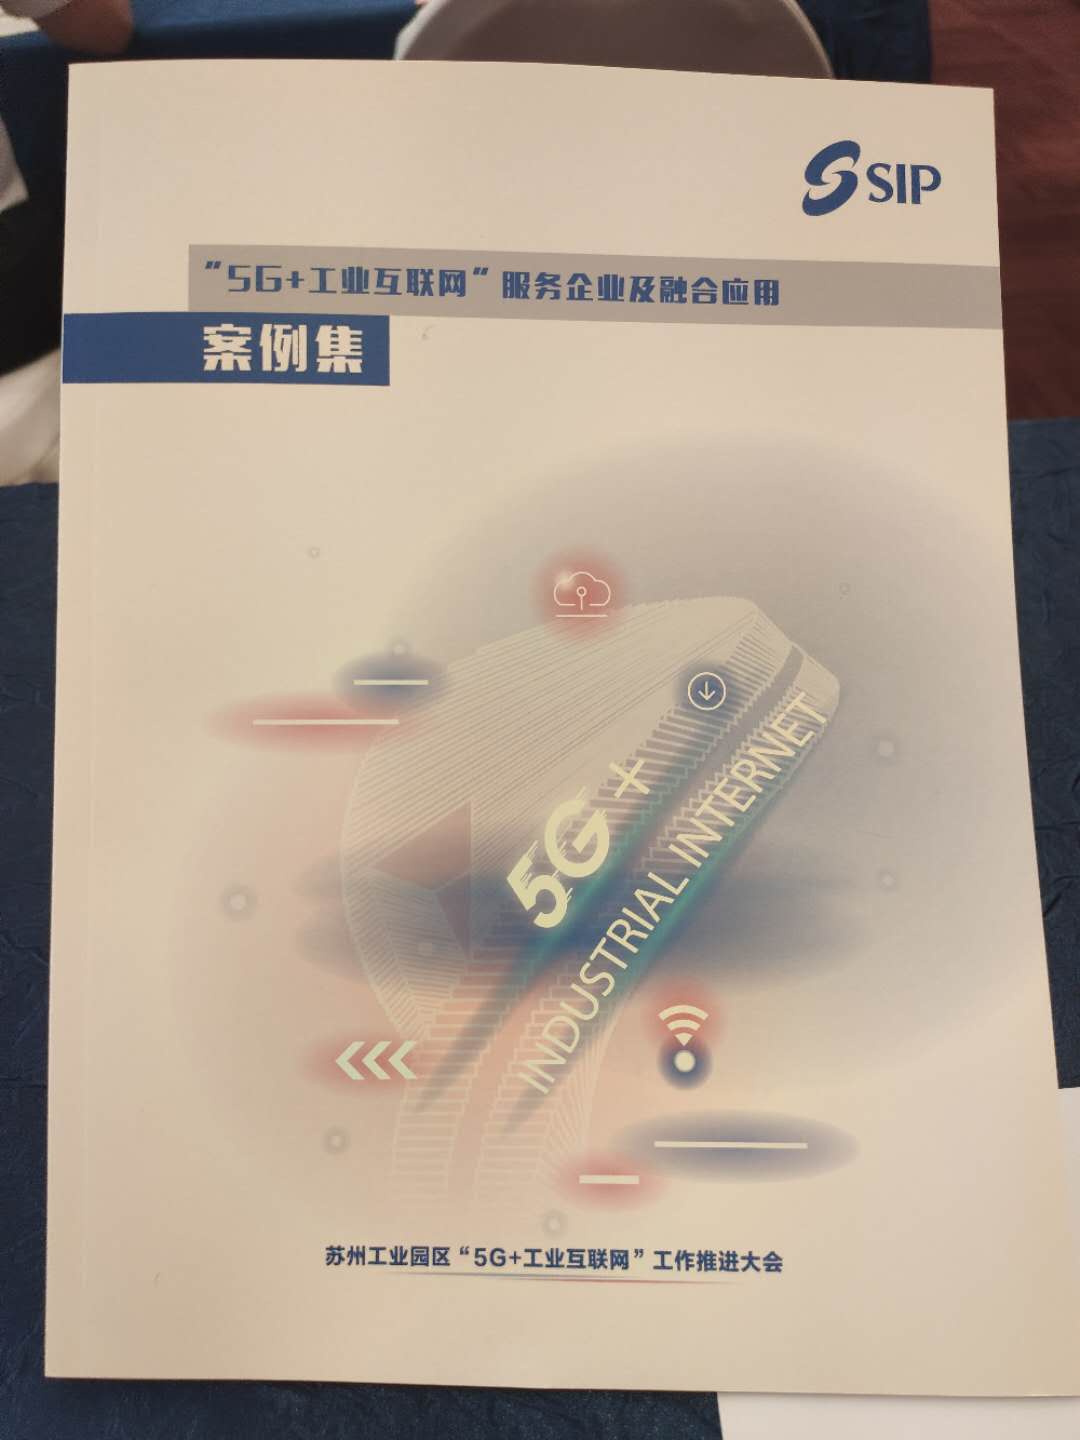 SIP
“5G+工业互联网”服务企业及融合应用
案例集
5G+
INDUSTRIAL INTERNET
苏州工业园区“5G+工业互联网”工作推进大会